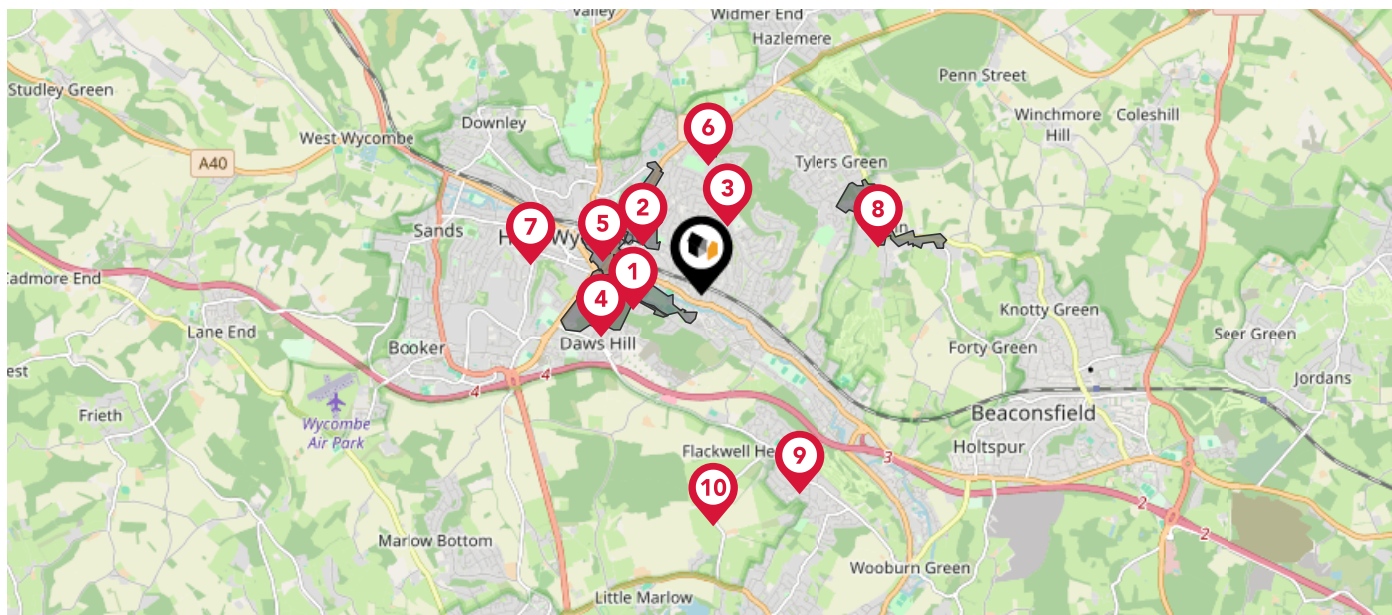 Valley
Widmer End
Hazlemere
Studley Green
Penn Street
Winchmore
Hill
Coleshill
Downley
6
West Wycombe
A40
Tylers Green
3
2
8
5
7
Sands
1
4
Cadmore End
Knotty Green
Lane End
Daws Hill
Booker
Forty Green
Seer Green
4
4
Jordans
Frieth
Wycombe
Air Park
Beaconsfield
Flackwell He
9
3
Holtspur
10
2
2
Marlow Bottom
Wooburn Green
Little Marlow